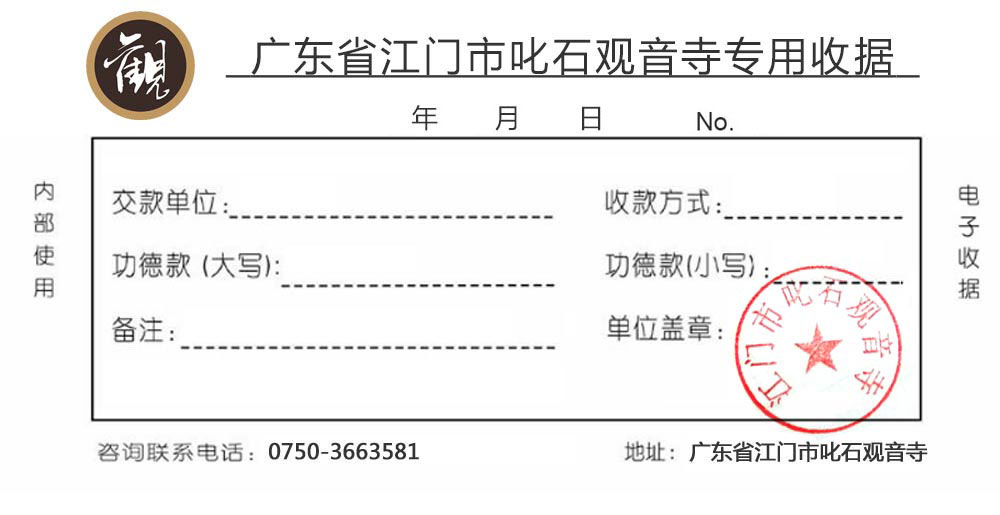 觀
广东省江门市叱石观音寺专用收据
年 月 日 No.
内部使用
交款单位:
收款方式:
功德款 (大写):
功德款(小写) :
备注:
单位盖章:
江门市叱石观音寺
电子收据
咨询联系电话: 0750-3663581
地址: 广东省江门市叱石观音寺